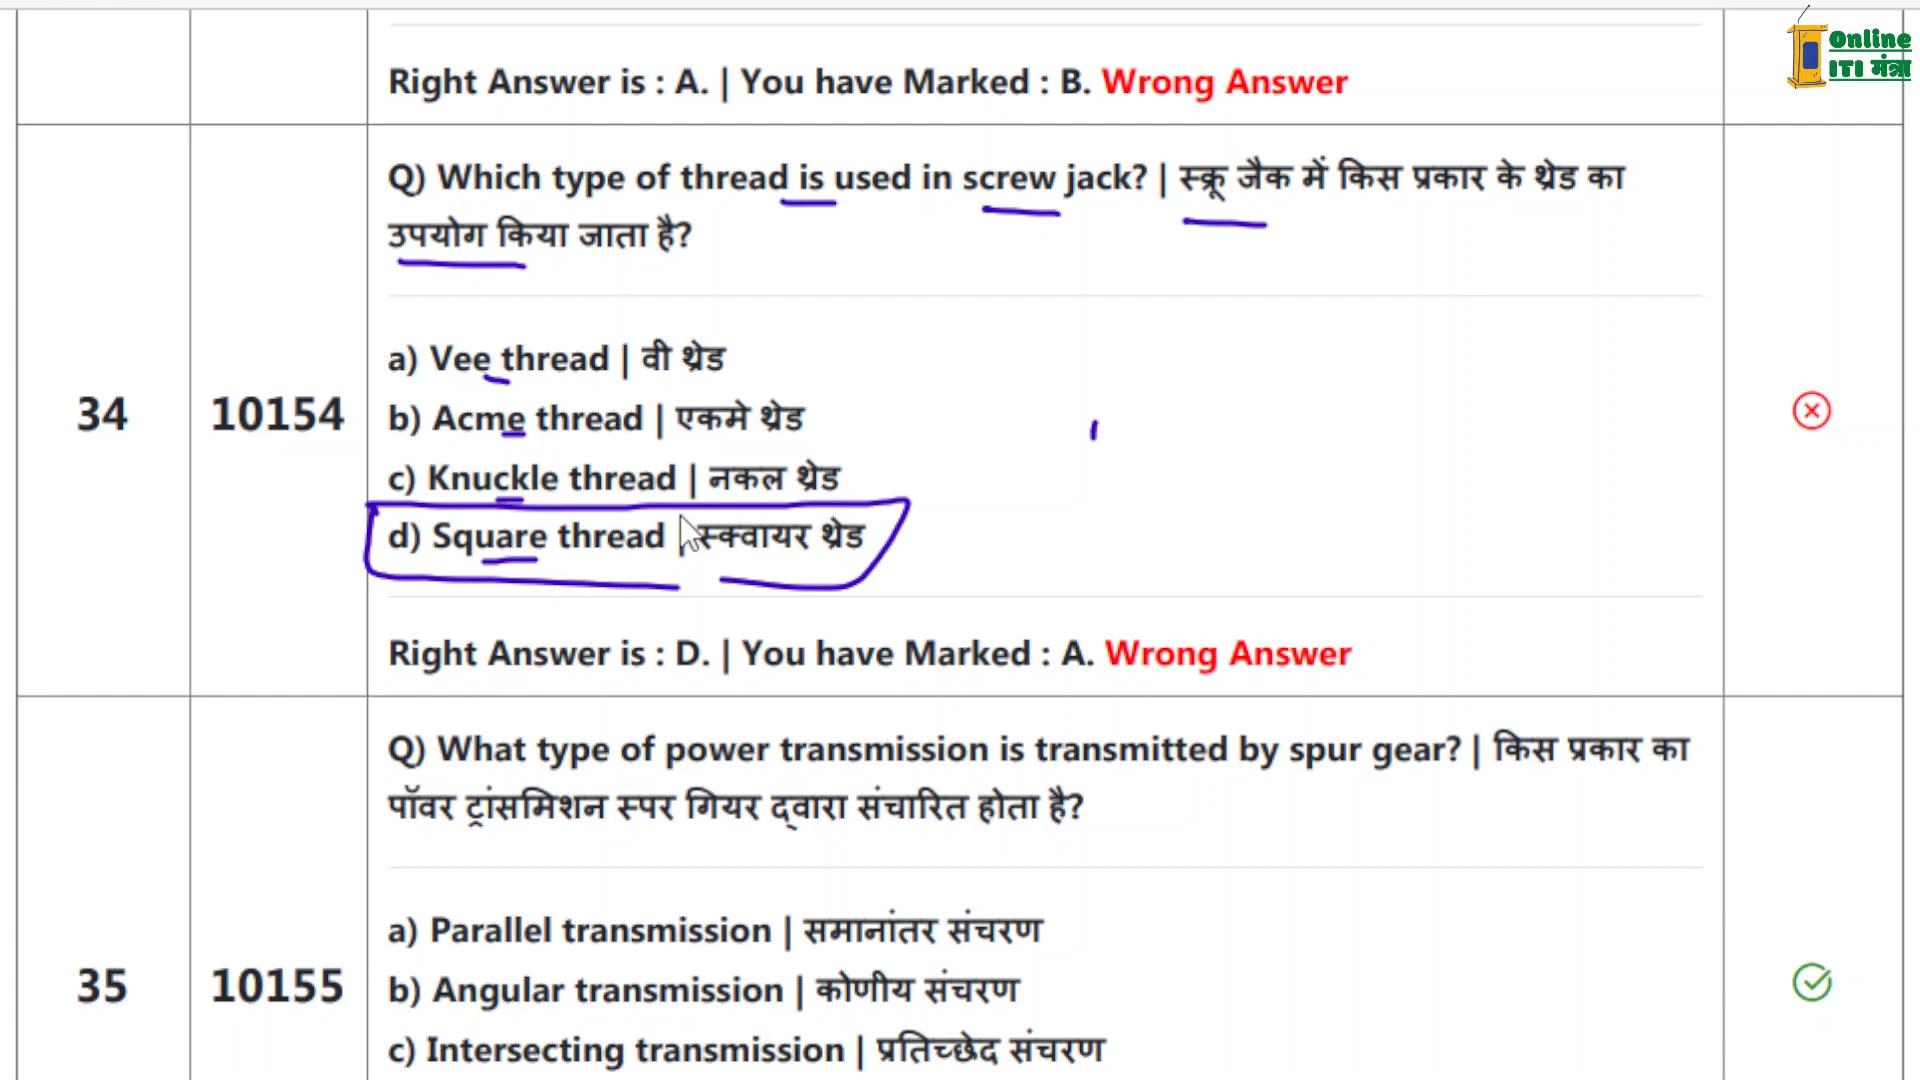 Online
ITI मंत्रा
Right Answer is : A. | You have Marked : B. Wrong Answer
34
10154
Q) Which type of thread is used in screw jack? | स्क्रू जैक में किस प्रकार के थ्रेड का
उपयोग किया जाता है?
a) Vee thread | वी थ्रेड
b) Acme thread | एकमे थ्रेड
c) Knuckle thread | नकल थ्रेड
d) Square thread | स्क्वायर थ्रेड
Right Answer is : D. | You have Marked : A. Wrong Answer
35
10155
Q) What type of power transmission is transmitted by spur gear? | किस प्रकार का
पॉवर ट्रांसमिशन स्पर गियर द्वारा संचारित होता है?
a) Parallel transmission | समानांतर संचरण
b) Angular transmission | कोणीय संचरण
c) Intersecting transmission | प्रतिच्छेद संचरण